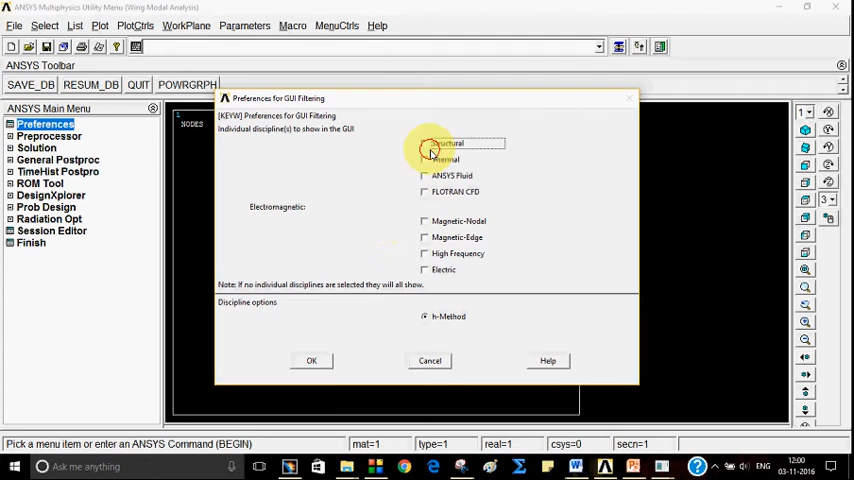 ANSYS Multiphysics Utility Menu (Wing Modal Analysis)
File Select List Plot PlotCtrls WorkPlane Parameters Macro MenuCtrls Help
ANSYS Toolbar
SAVE_DB RESUM_DB QUIT POWRGRPH
ANSYS Main Menu
Preferences
Preprocessor
Solution
General Postproc
TimeHist Postpro
ROM Tool
DesignXplorer
Prob Design
Radiation Opt
Session Editor
Finish
1
NODES
Preferences for GUI Filtering
[KEYW] Preferences for GUI Filtering
Individual discipline(s) to show in the GUI
Structural
Thermal
ANSYS Fluid
FLOTRAN CFD
Electromagnetic:
Magnetic-Nodal
Magnetic-Edge
High Frequency
Electric
Note: If no individual disciplines are selected they will all show.
Discipline options
h-Method
OK Cancel Help
1
3
Pick a menu item or enter an ANSYS Command (BEGIN) mat=1 type=1 real=1 csys=0 secn=1
Ask me anything
ENG
12:00
03-11-2016